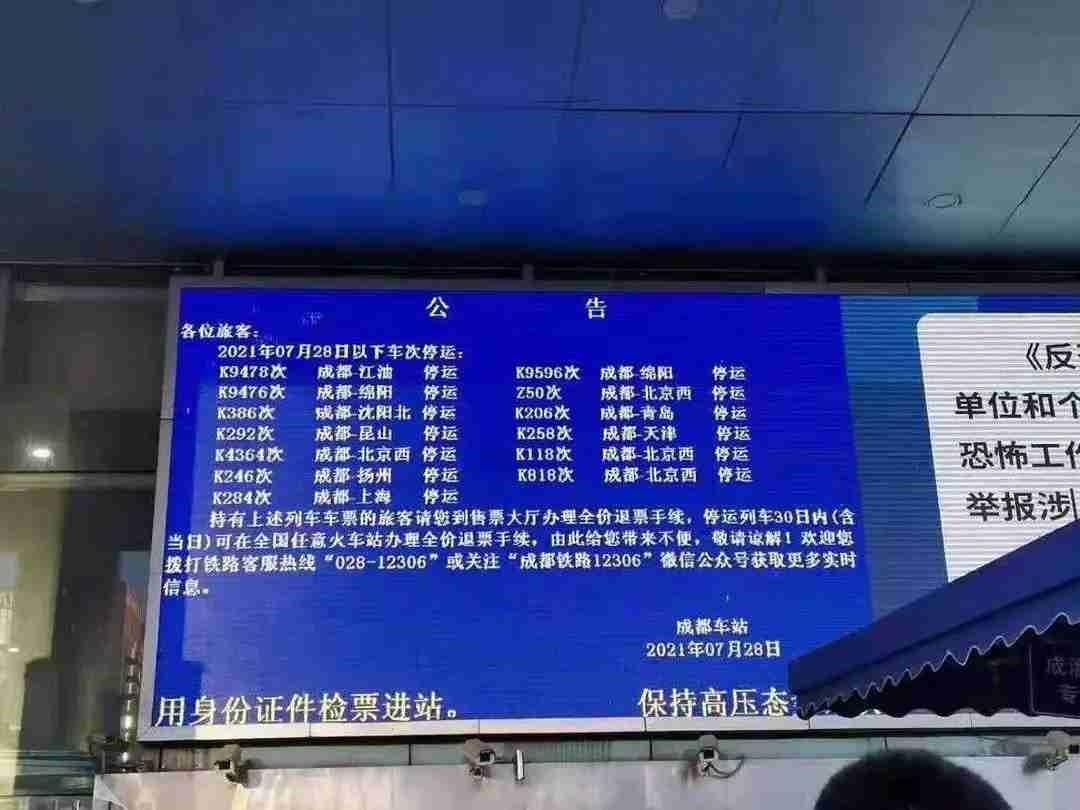 公 告
各位旅客：
2021年07月28日以下车次停运：
K9478次 成都-江油 停运 K9596次 成都-绵阳 停运
K9476次 成都-绵阳 停运 Z50次 成都-北京西 停运
K386次 成都-沈阳北 停运 K206次 成都-青岛 停运
K292次 成都-昆山 停运 K258次 成都-天津 停运
K4364次 成都-北京西 停运 K118次 成都-北京西 停运
K246次 成都-扬州 停运 K818次 成都-北京西 停运
K284次 成都-上海 停运
持有上述列车车票的旅客请您到售票大厅办理全价退票手续，停运列车30日内(含
当日)可在全国任意火车站办理全价退票手续，由此给您带来不便，敬请谅解！欢迎您
拨打铁路客服热线“028-12306”或关注“成都铁路12306”微信公众号获取更多实时
信息。
成都车站
2021年07月28日
用身份证件检票进站。 保持高压态
《反
单位和个
恐怖工作
举报涉
成
专